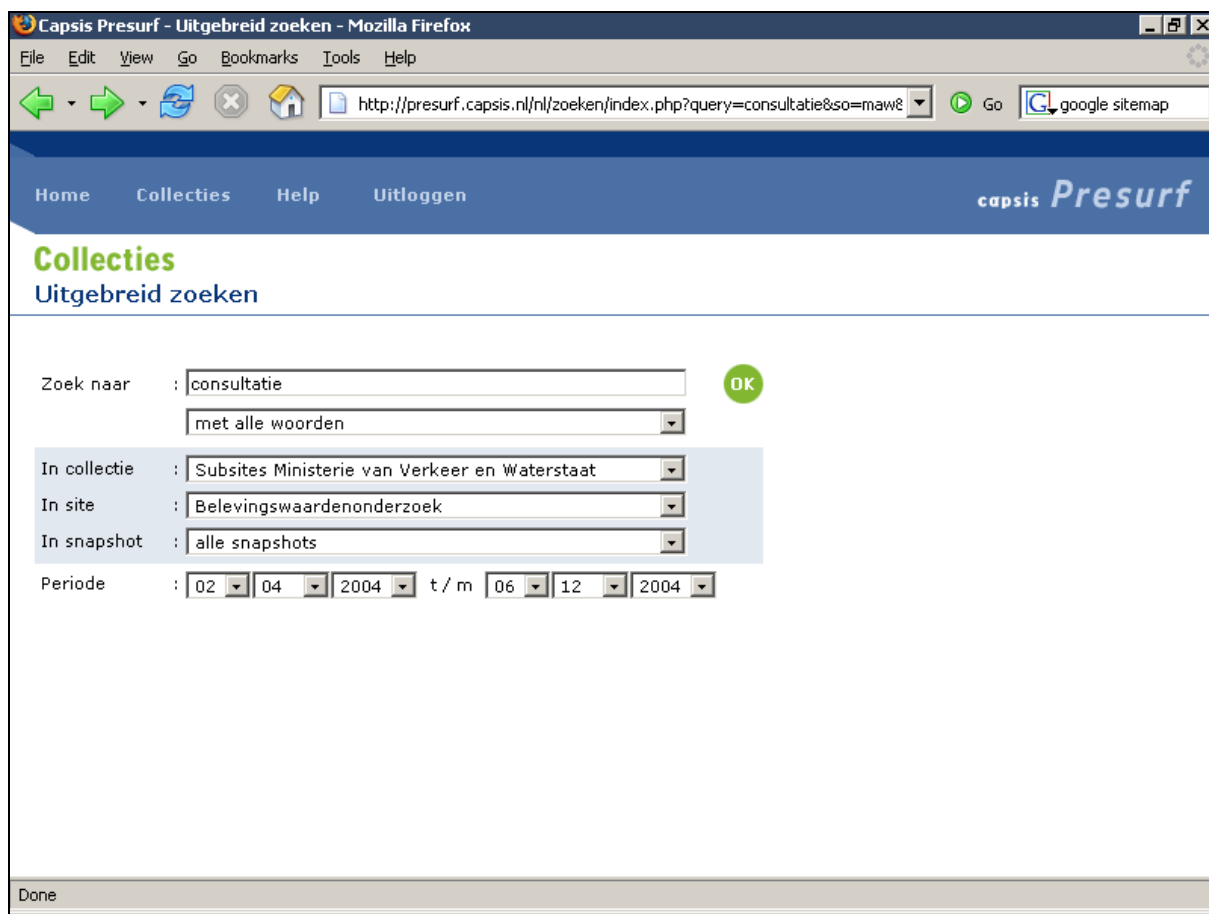 Capsis Presurf - Uitgebreid zoeken - Mozilla Firefox
File Edit View Go Bookmarks Tools Help
http://presurf.capsis.nl/nl/zoeken/index.php?query=consultatie&so=maw& Go G google sitemap
Home Collecties Help Uitloggen capsis Presurf
Collecties
Uitgebreid zoeken
Zoek naar : consultatie OK
met alle woorden
In collectie : Subsites Ministerie van Verkeer en Waterstaat
In site : Belevingswaardenonderzoek
In snapshot : alle snapshots
Periode : 02 04 2004 t/m 06 12 2004
Done